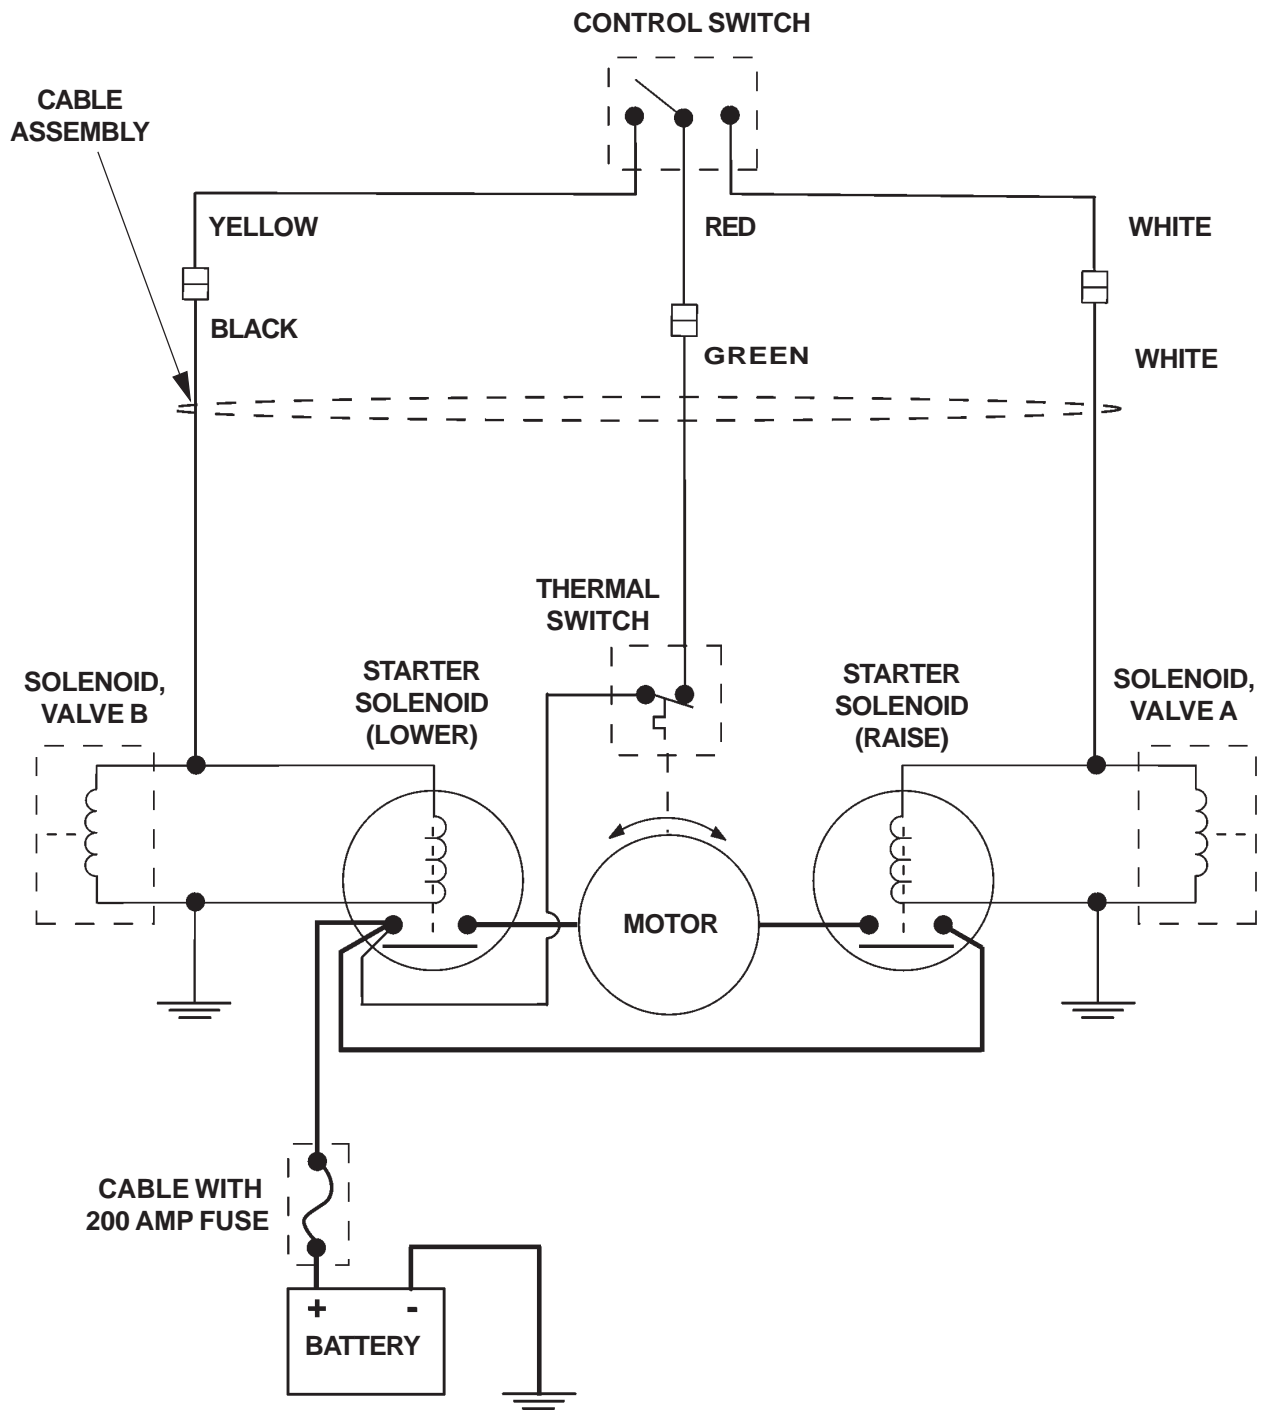 CONTROL SWITCH
CABLE
ASSEMBLY
YELLOW
RED
WHITE
BLACK
GREEN
WHITE
THERMAL
SWITCH
SOLENOID,
VALVE B
STARTER
SOLENOID
(LOWER)
STARTER
SOLENOID
(RAISE)
SOLENOID,
VALVE A
MOTOR
CABLE WITH
200 AMP FUSE
+ -
BATTERY